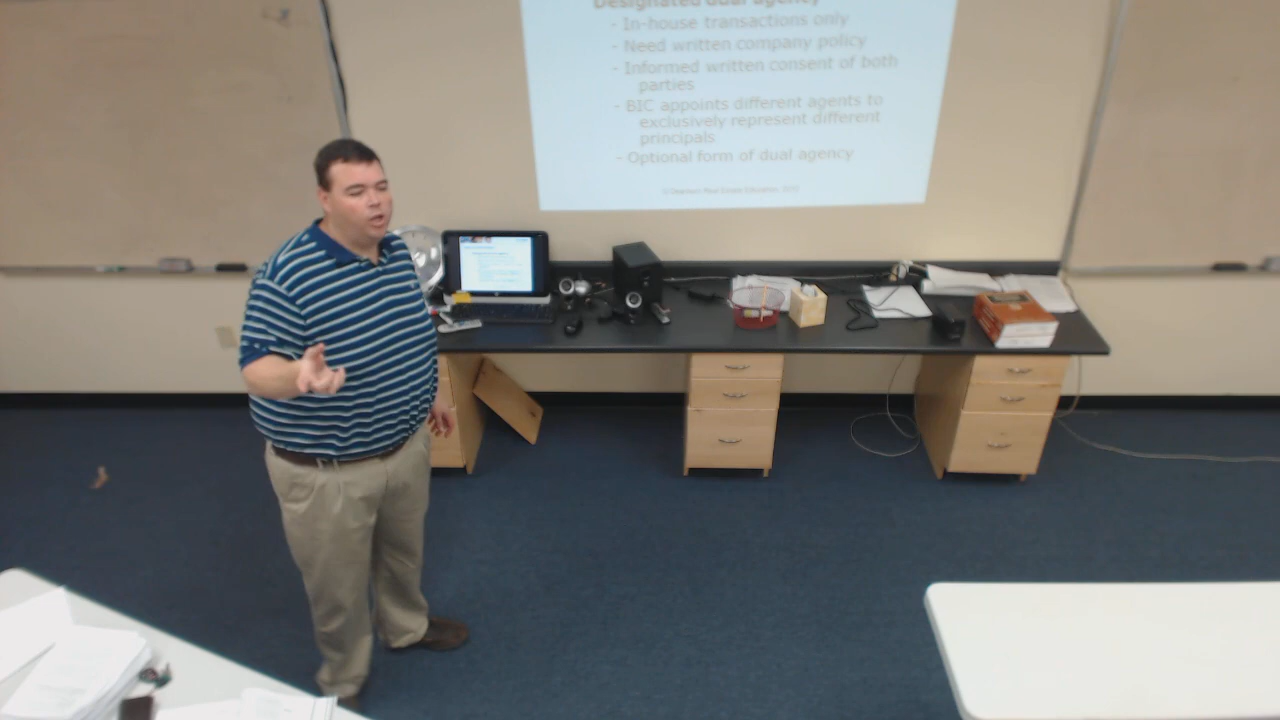 Designated dual agency
- In-house transactions only
- Need written company policy
- Informed written consent of both
parties
- BIC appoints different agents to
exclusively represent different
principals
- Optional form of dual agency